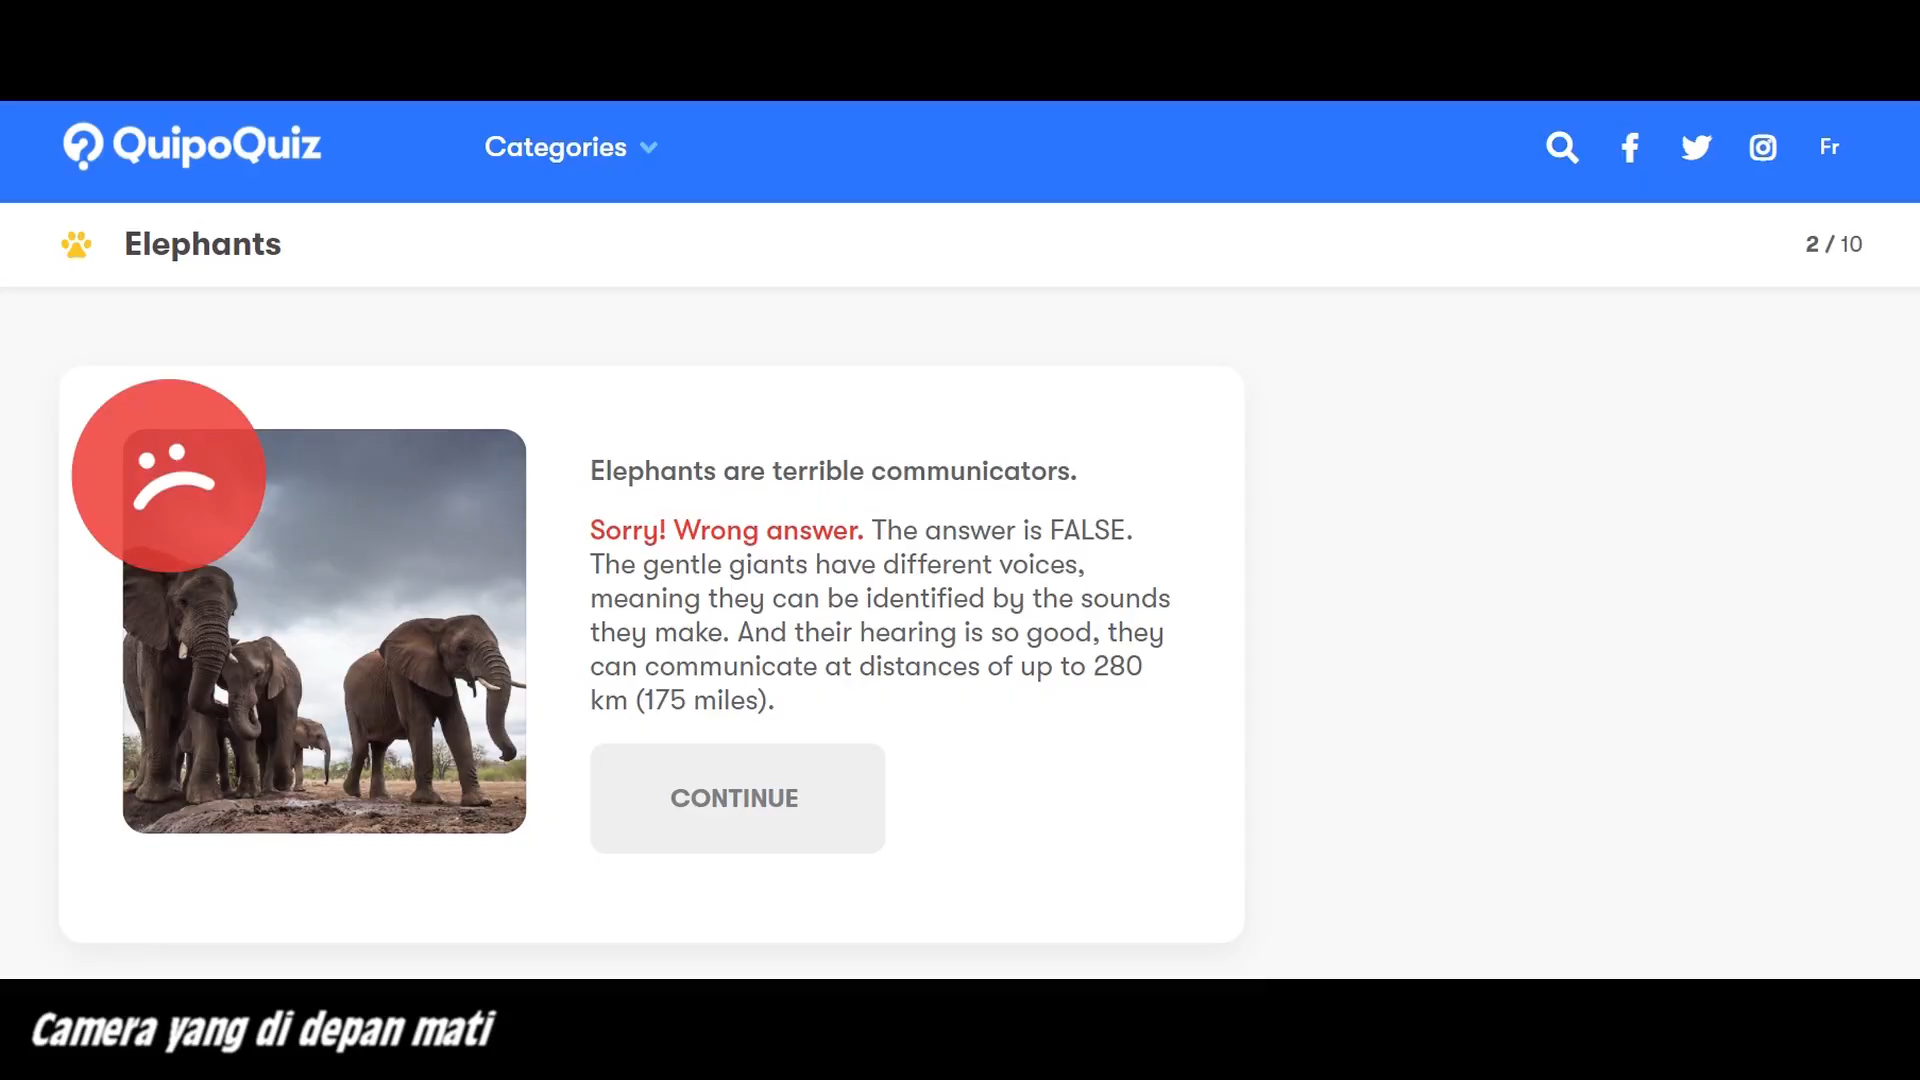 QuipoQuiz
Categories
Fr
Elephants
2 / 10
Elephants are terrible communicators.
Sorry! Wrong answer. The answer is FALSE.
The gentle giants have different voices,
meaning they can be identified by the sounds
they make. And their hearing is so good, they
can communicate at distances of up to 280
km (175 miles).
CONTINUE
Camera yang di depan mati